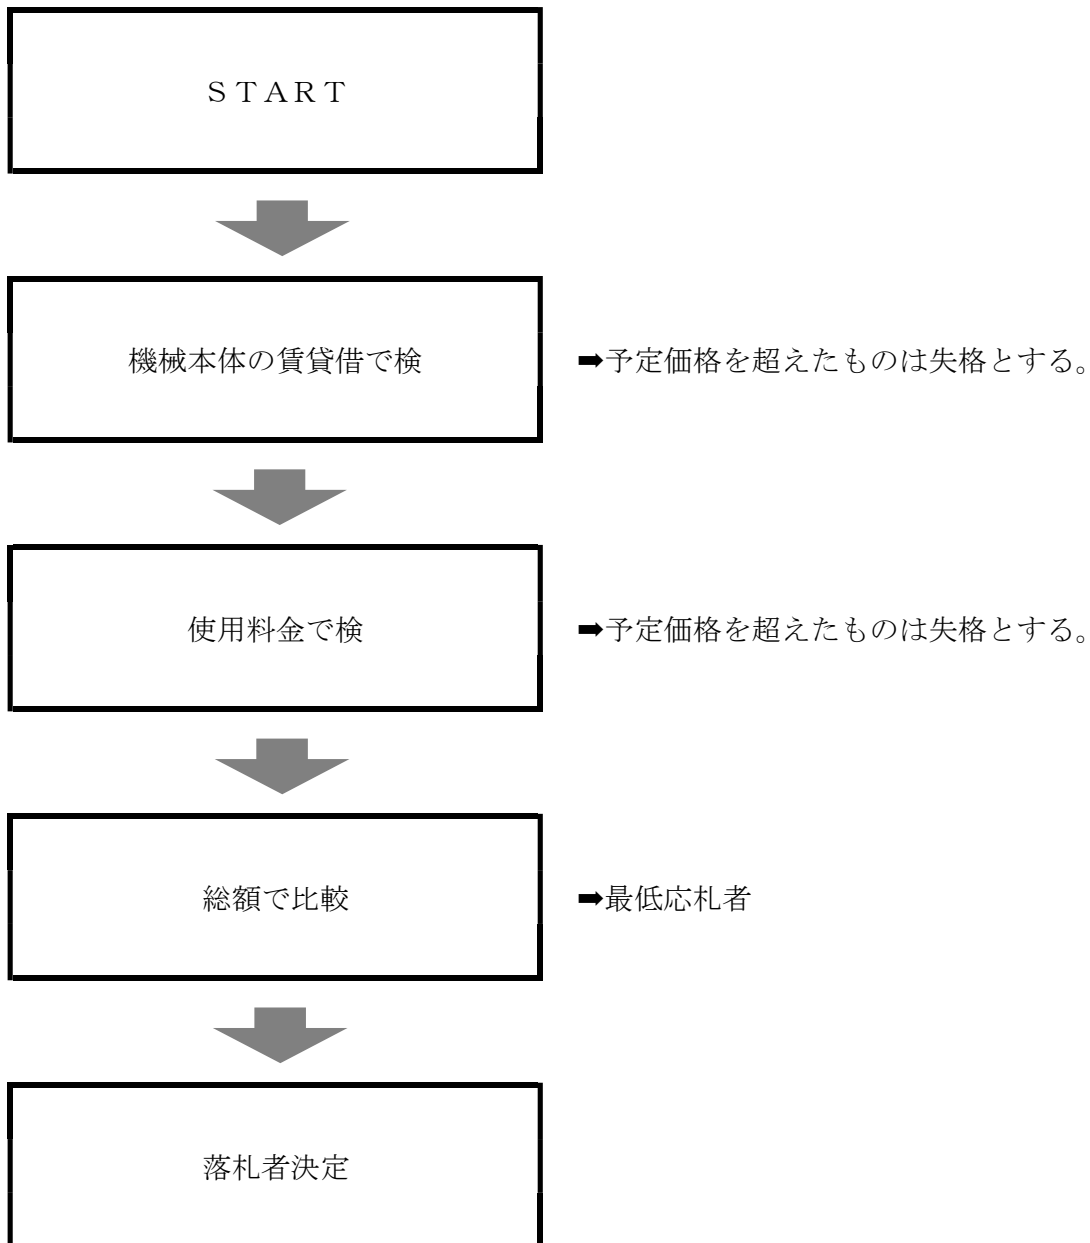 ＳＴＡＲＴ
機械本体の賃貸借で検
➡予定価格を超えたものは失格とする。
使用料金で検
➡予定価格を超えたものは失格とする。
総額で比較
➡最低応札者
落札者決定